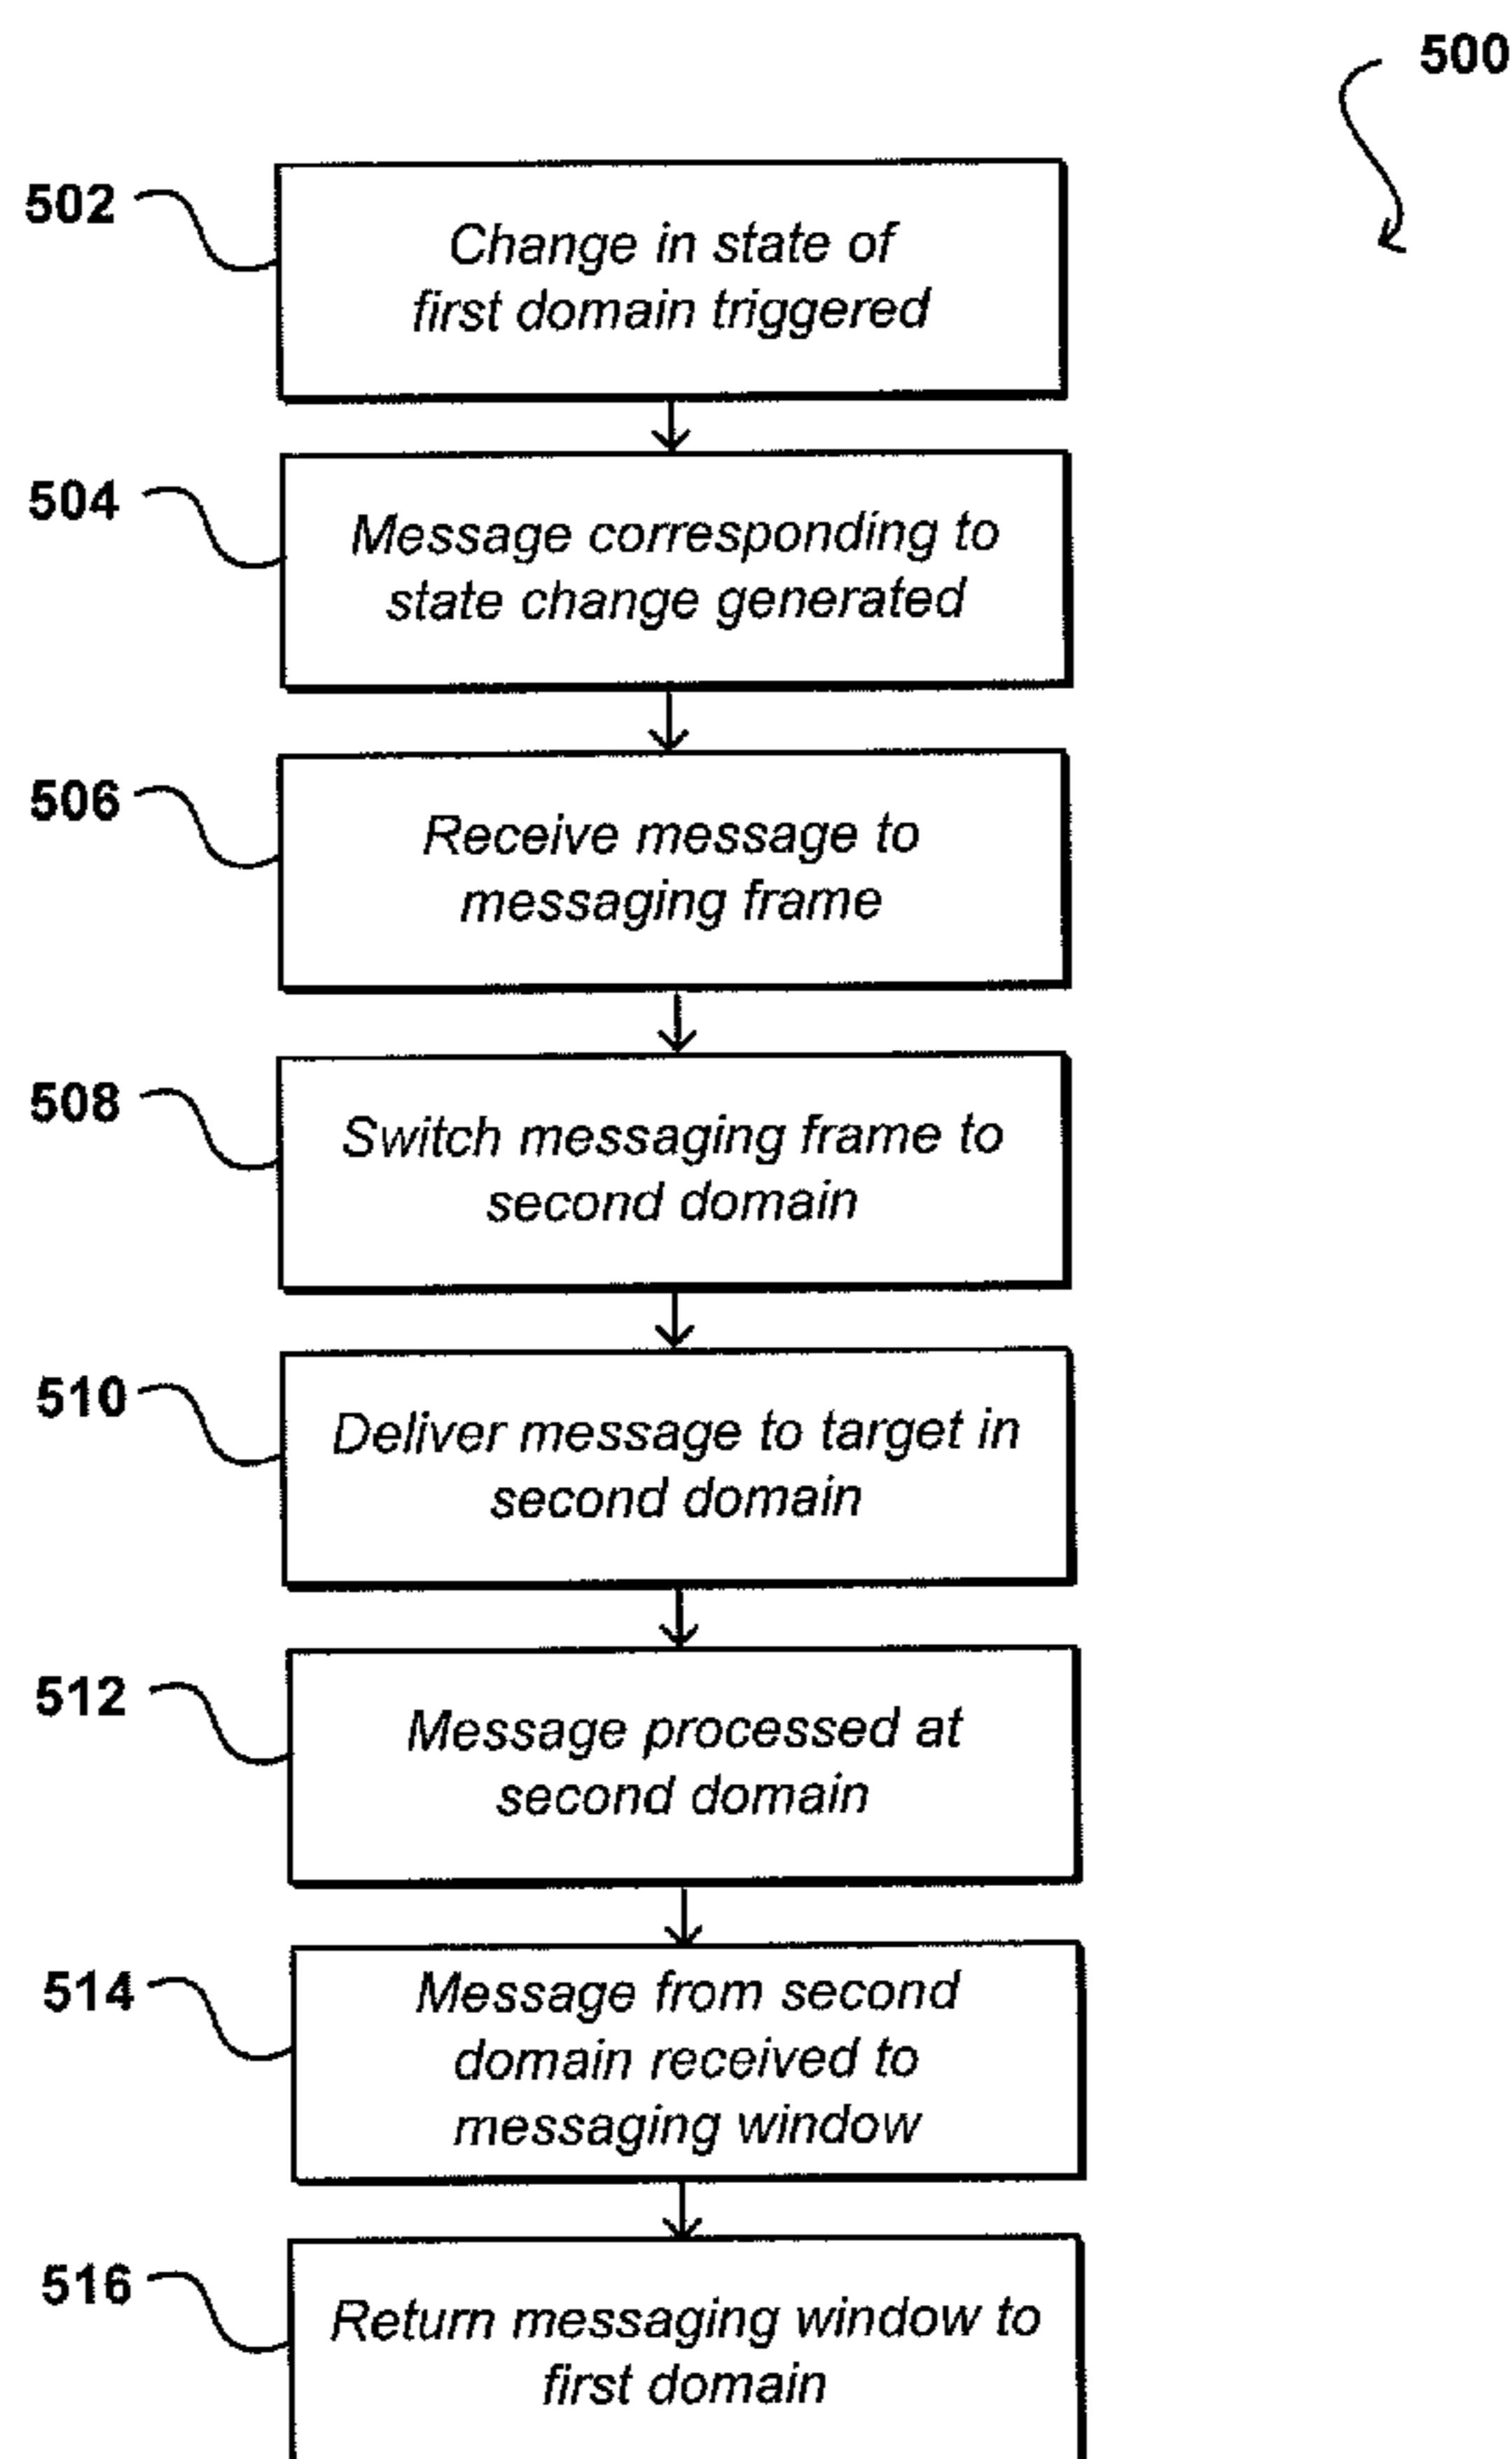 500
502
Change in state of
first domain triggered
504
Message corresponding to
state change generated
506
Receive message to
messaging frame
508
Switch messaging frame to
second domain
510
Deliver message to target in
second domain
512
Message processed at
second domain
514
Message from second
domain received to
messaging window
516
Return messaging window to
first domain